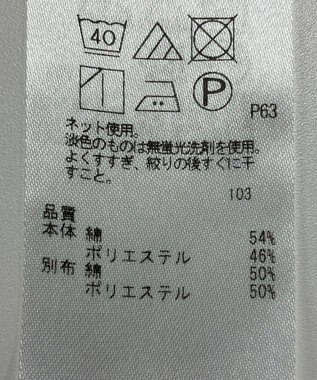 40
P
P63
ネット使用。
淡色のものは無蛍光洗剤を使用。
よくすすぎ、絞りの後すぐに干
すこと。
103
品質
本体 綿 54%
ポリエステル 46%
別布 綿 50%
ポリエステル 50%